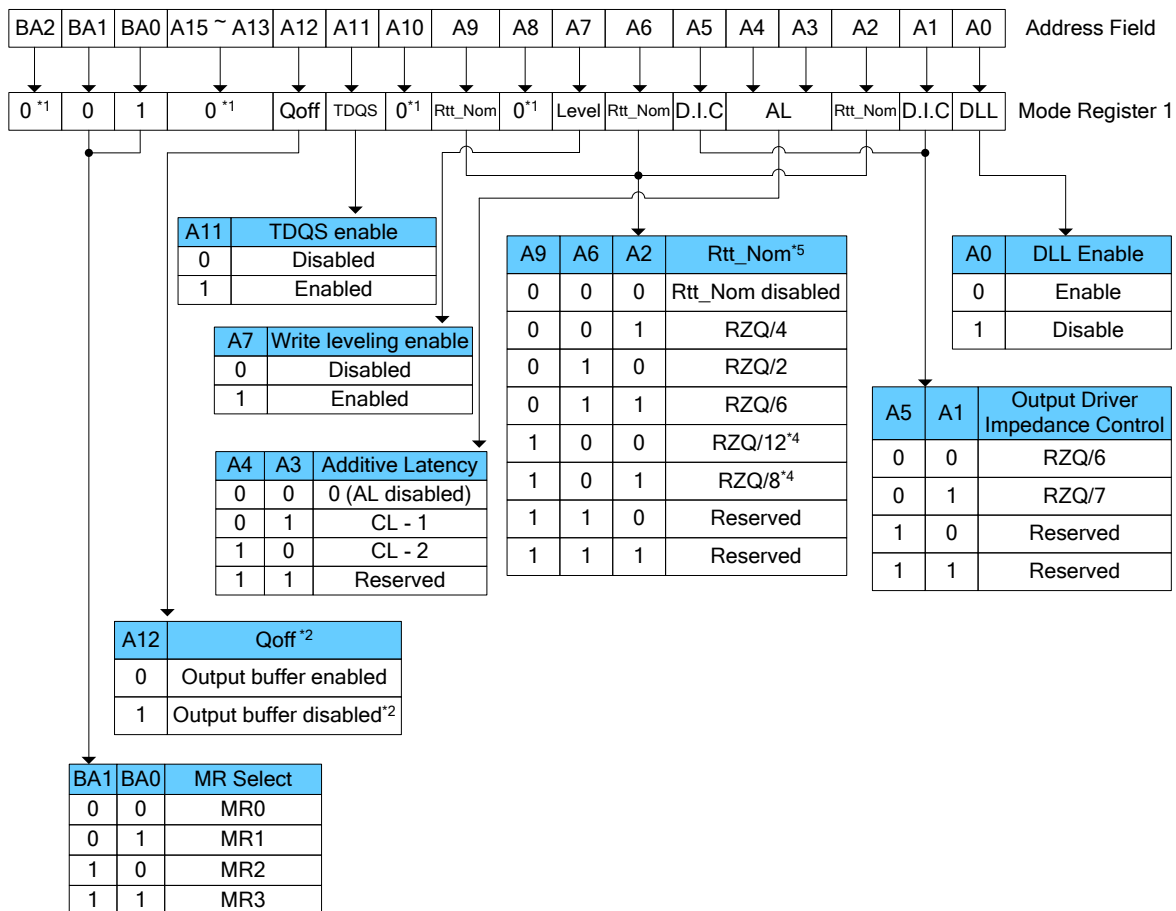 BA2 BA1 BA0 A15 ~ A13 A12 A11 A10 A9 A8 A7 A6 A5 A4 A3 A2 A1 A0 Address Field
0*1 0 1 0*1 Qoff TDQS 0*1 Rtt_Nom 0*1 Level Rtt_Nom D.I.C AL Rtt_Nom D.I.C DLL Mode Register 1
A11 TDQS enable
0 Disabled
1 Enabled
A7 Write leveling enable
0 Disabled
1 Enabled
A4 A3 Additive Latency
0 0 0 (AL disabled)
0 1 CL - 1
1 0 CL - 2
1 1 Reserved
A9 A6 A2 Rtt_Nom*5
0 0 0 Rtt_Nom disabled
0 0 1 RZQ/4
0 1 0 RZQ/2
0 1 1 RZQ/6
1 0 0 RZQ/12*4
1 0 1 RZQ/8*4
1 1 0 Reserved
1 1 1 Reserved
A0 DLL Enable
0 Enable
1 Disable
A5 A1 Output Driver
Impedance Control
0 0 RZQ/6
0 1 RZQ/7
1 0 Reserved
1 1 Reserved
A12 Qoff*2
0 Output buffer enabled
1 Output buffer disabled*2
BA1 BA0 MR Select
0 0 MR0
0 1 MR1
1 0 MR2
1 1 MR3